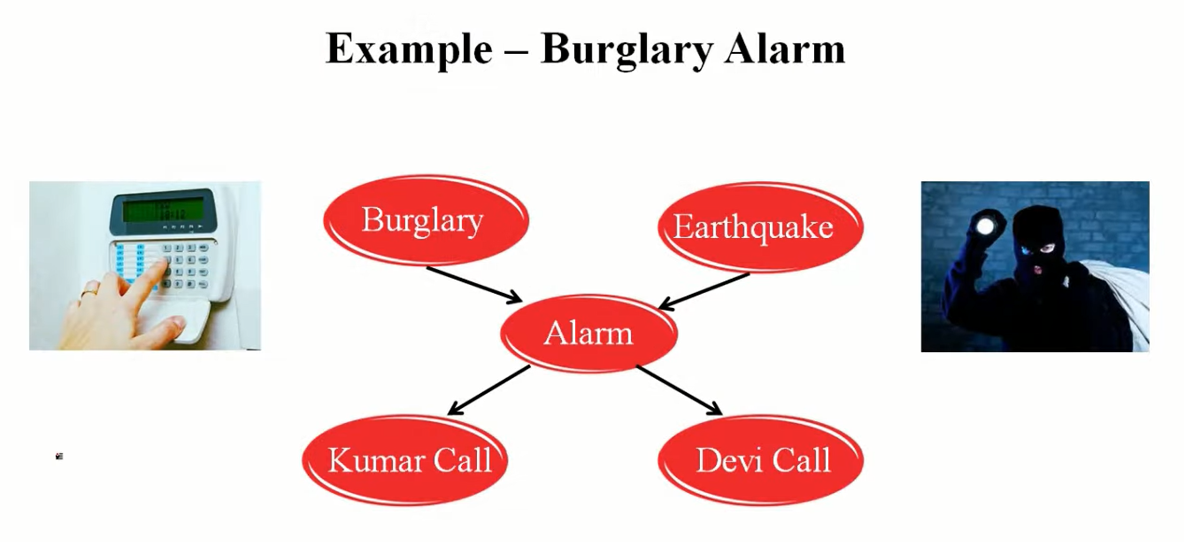 Example – Burglary Alarm
Burglary
Earthquake
Alarm
Kumar Call
Devi Call